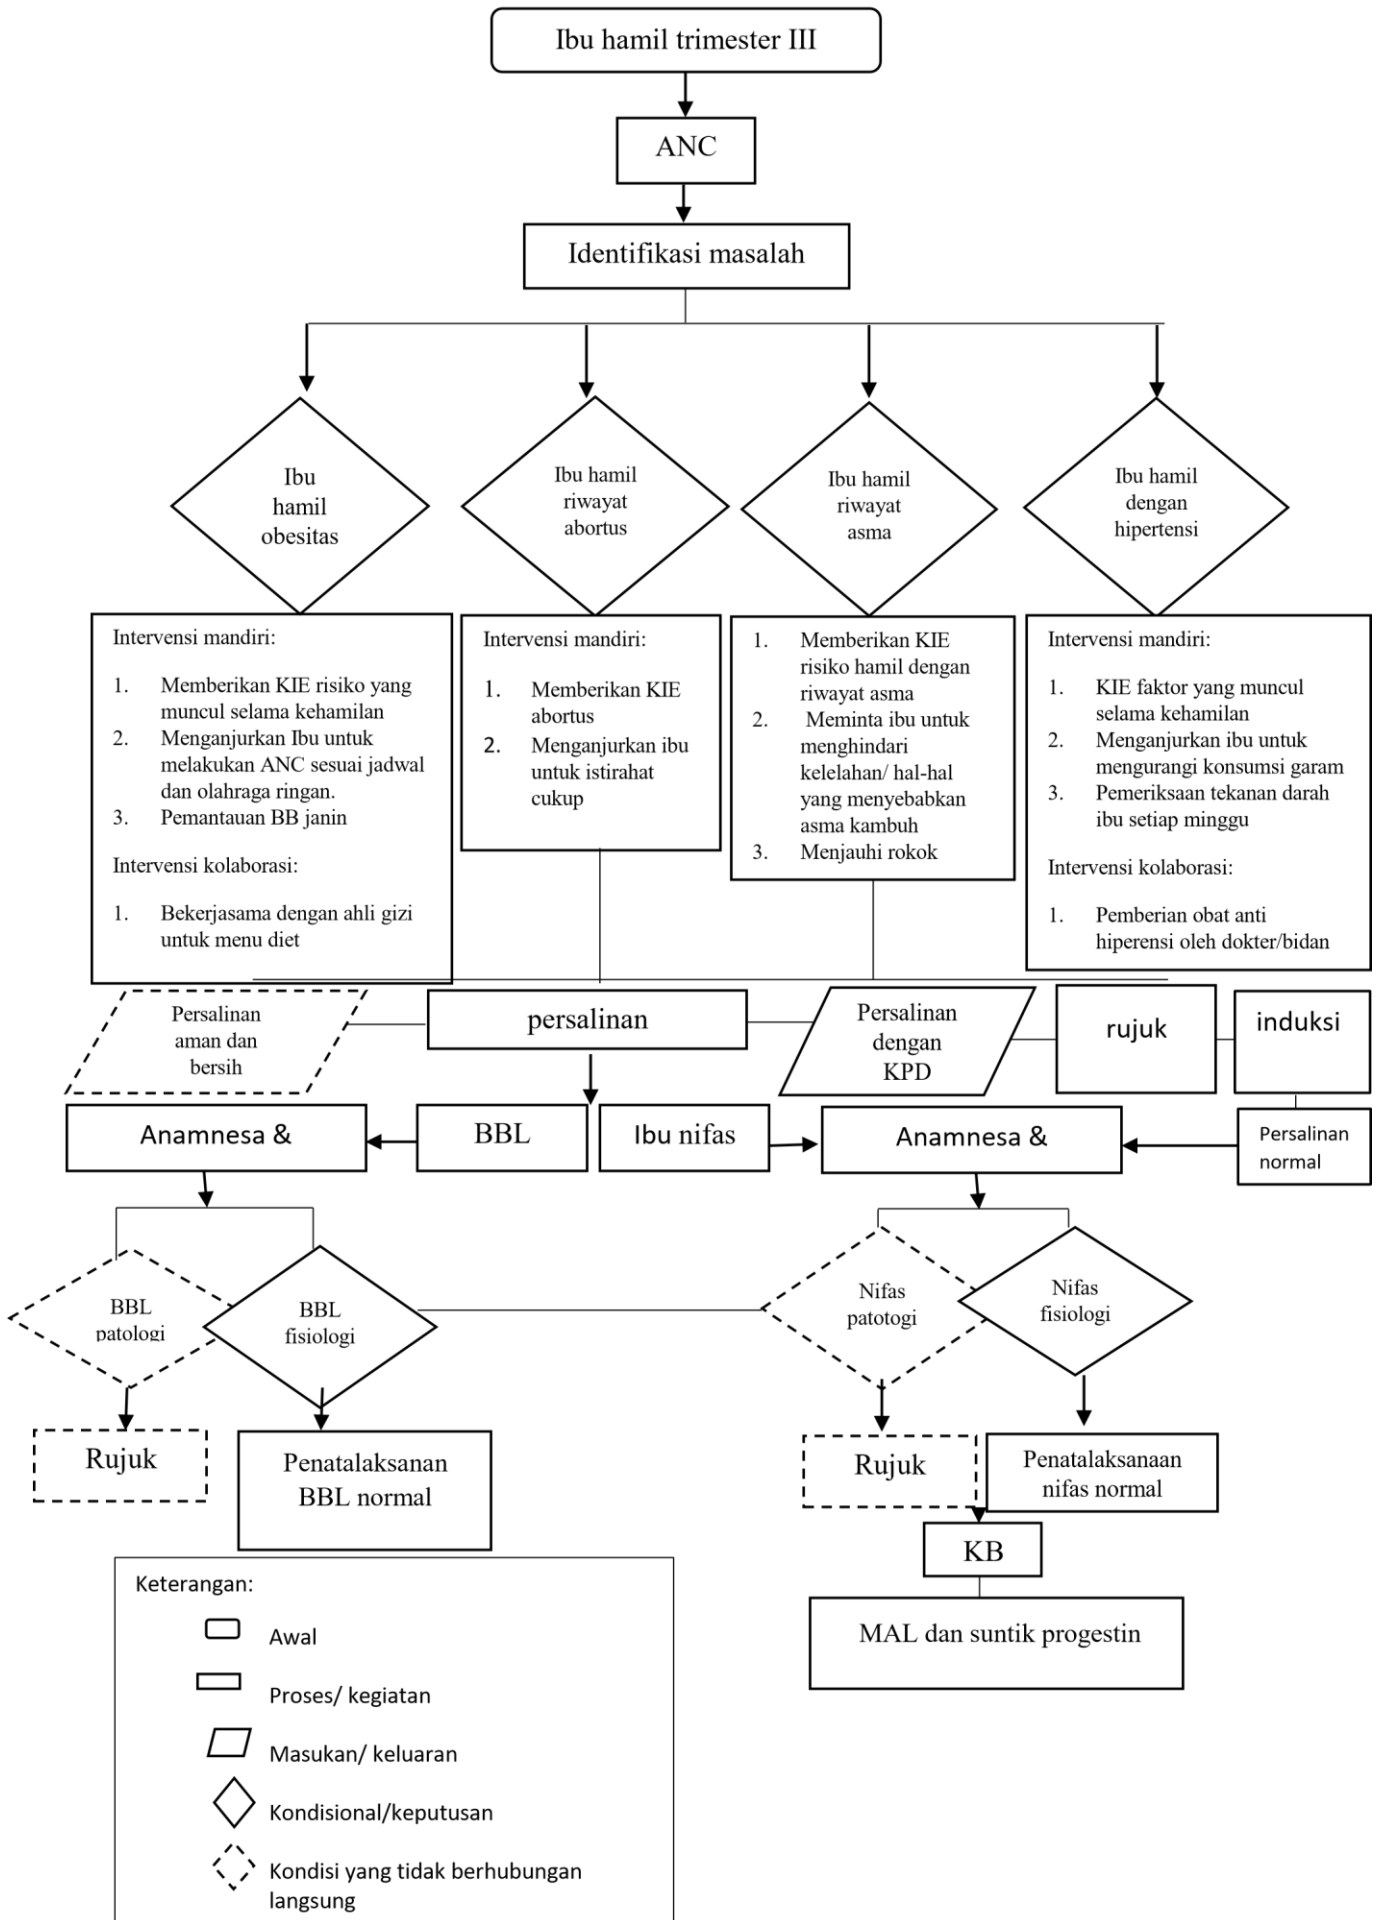 Ibu hamil trimester III
ANC
Identifikasi masalah
Ibu
hamil
obesitas
Ibu hamil
riwayat
abortus
Ibu hamil
riwayat
asma
Ibu hamil
dengan
hipertensi
Intervensi mandiri:
1. Memberikan KIE risiko yang
muncul selama kehamilan
2. Menganjurkan Ibu untuk
melakukan ANC sesuai jadwal
dan olahraga ringan.
3. Pemantauan BB janin
Intervensi kolaborasi:
1. Bekerjasama dengan ahli gizi
untuk menu diet
Intervensi mandiri:
1. Memberikan KIE
abortus
2. Menganjurkan ibu
untuk istirahat
cukup
1. Memberikan KIE
risiko hamil dengan
riwayat asma
2. Meminta ibu untuk
menghindari
kelelahan/ hal-hal
yang menyebabkan
asma kambuh
3. Menjauhi rokok
Intervensi mandiri:
1. KIE faktor yang muncul
selama kehamilan
2. Menganjurkan ibu untuk
mengurangi konsumsi garam
3. Pemeriksaan tekanan darah
ibu setiap minggu
Intervensi kolaborasi:
1. Pemberian obat anti
hiperensi oleh dokter/bidan
Persalinan
aman dan
bersih
persalinan
Persalinan
dengan
KPD
rujuk
induksi
Anamnesa &
BBL
Ibu nifas
Anamnesa &
Persalinan
normal
BBL
patologi
BBL
fisiologi
Nifas
patotogi
Nifas
fisiologi
Rujuk
Penatalaksanan
BBL normal
Rujuk
Penatalaksanaan
nifas normal
KB
MAL dan suntik progestin
Keterangan:
Awal
Proses/ kegiatan
Masukan/ keluaran
Kondisional/keputusan
Kondisi yang tidak berhubungan
langsung